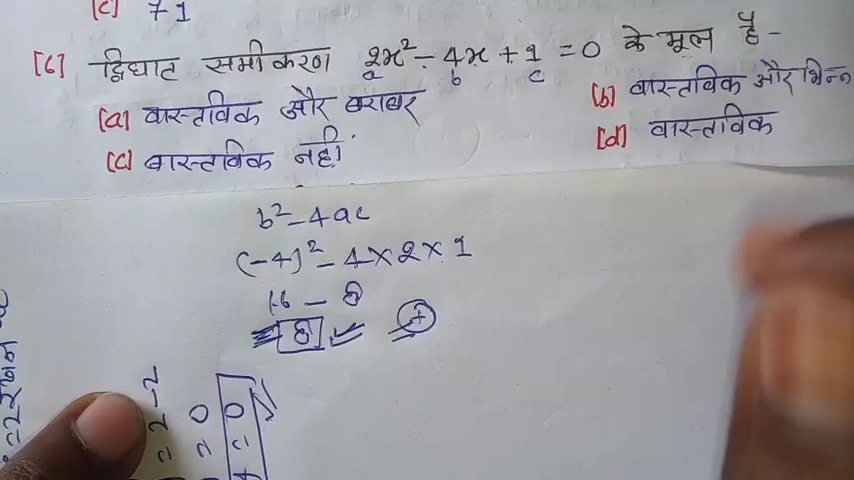 [c] +1
[6] द्विघात समीकरण 2x² − 4x + 1 = 0 के मूल है -
a b c
[a] वास्तविक और बराबर [b] वास्तविक और भिन्न
[c] वास्तविक नहीं [d] वास्तविक
b² − 4ac
(−4)² − 4×2×1
16 − 8
8 +